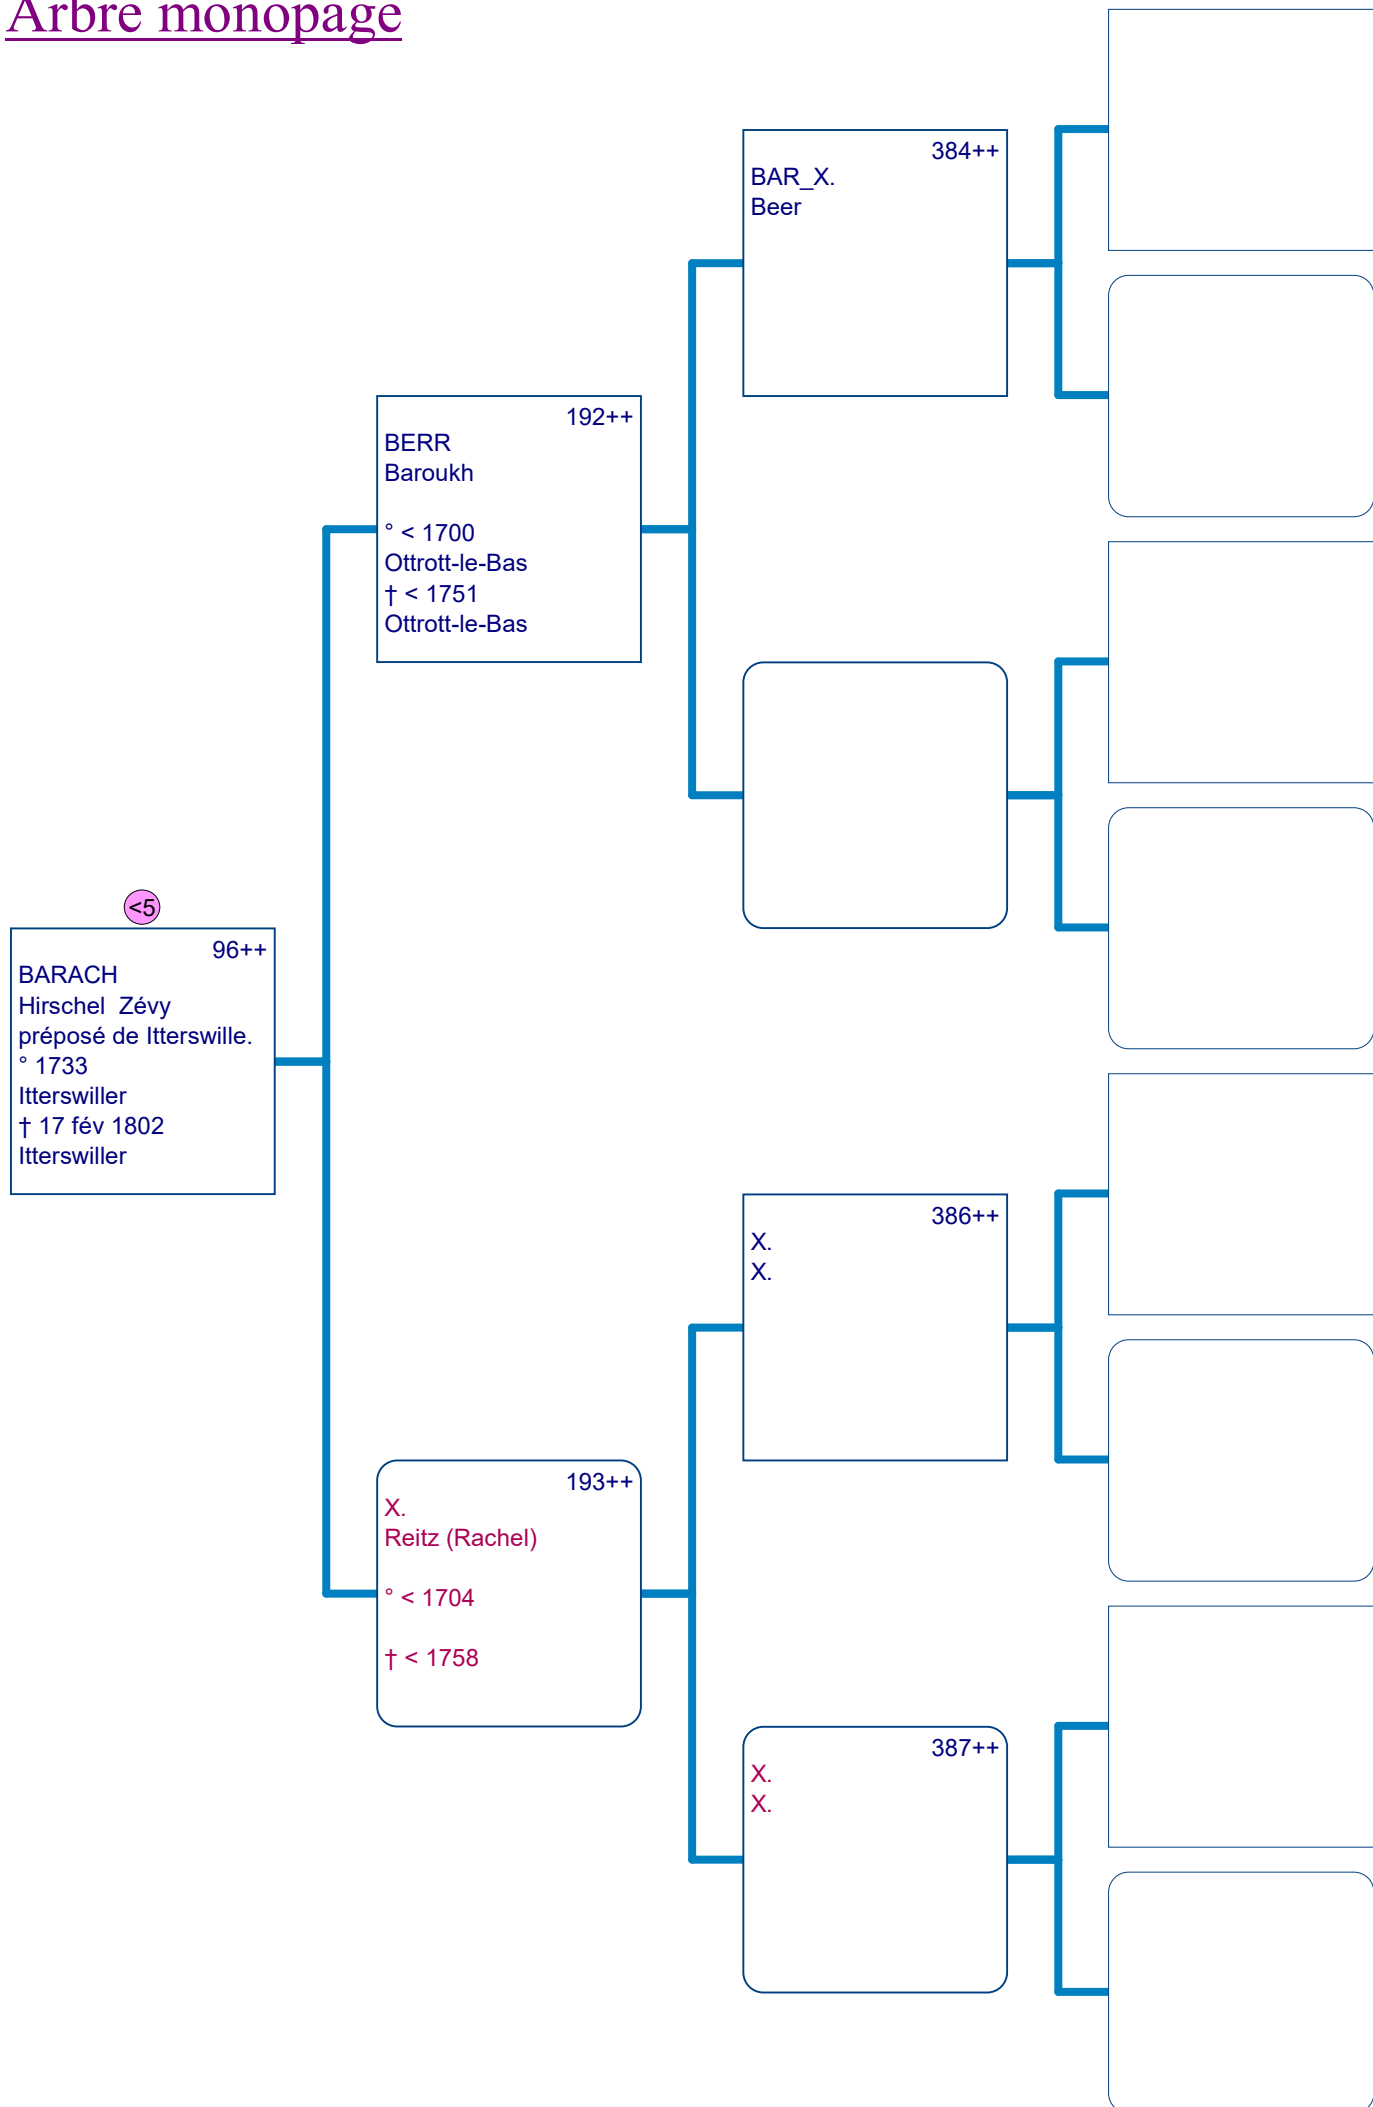 Arbre monopage
384++
BAR_X.
Beer
192++
BERR
Baroukh
° < 1700
Ottrott-le-Bas
† < 1751
Ottrott-le-Bas
<5
96++
BARACH
Hirschel  Zévy
préposé de Itterswille.
° 1733
Itterswiller
† 17 fév 1802
Itterswiller
386++
X.
X.
193++
X.
Reitz (Rachel)
° < 1704
† < 1758
387++
X.
X.